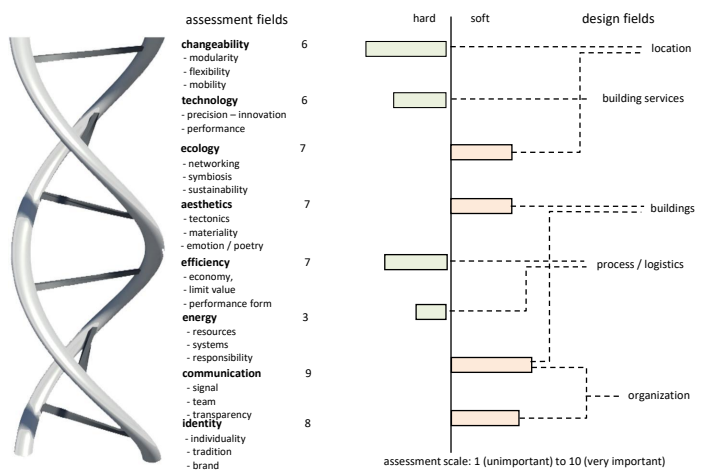 assessment fields
hard
soft
design fields
changeability 6
- modularity
- flexibility
- mobility
location
technology 6
- precision – innovation
- performance
building services
ecology 7
- networking
- symbiosis
- sustainability
aesthetics 7
- tectonics
- materiality
- emotion / poetry
buildings
efficiency 7
- economy,
- limit value
- performance form
process / logistics
energy 3
- resources
- systems
- responsibility
communication 9
- signal
- team
- transparency
organization
identity 8
- individuality
- tradition
- brand
assessment scale: 1 (unimportant) to 10 (very important)